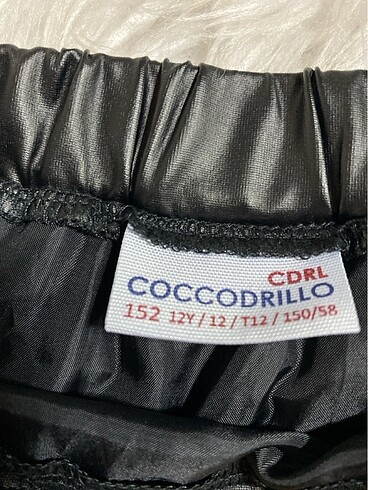 CDRL
COCCODRILLO
152 12Y / 12 / T12 / 150/58